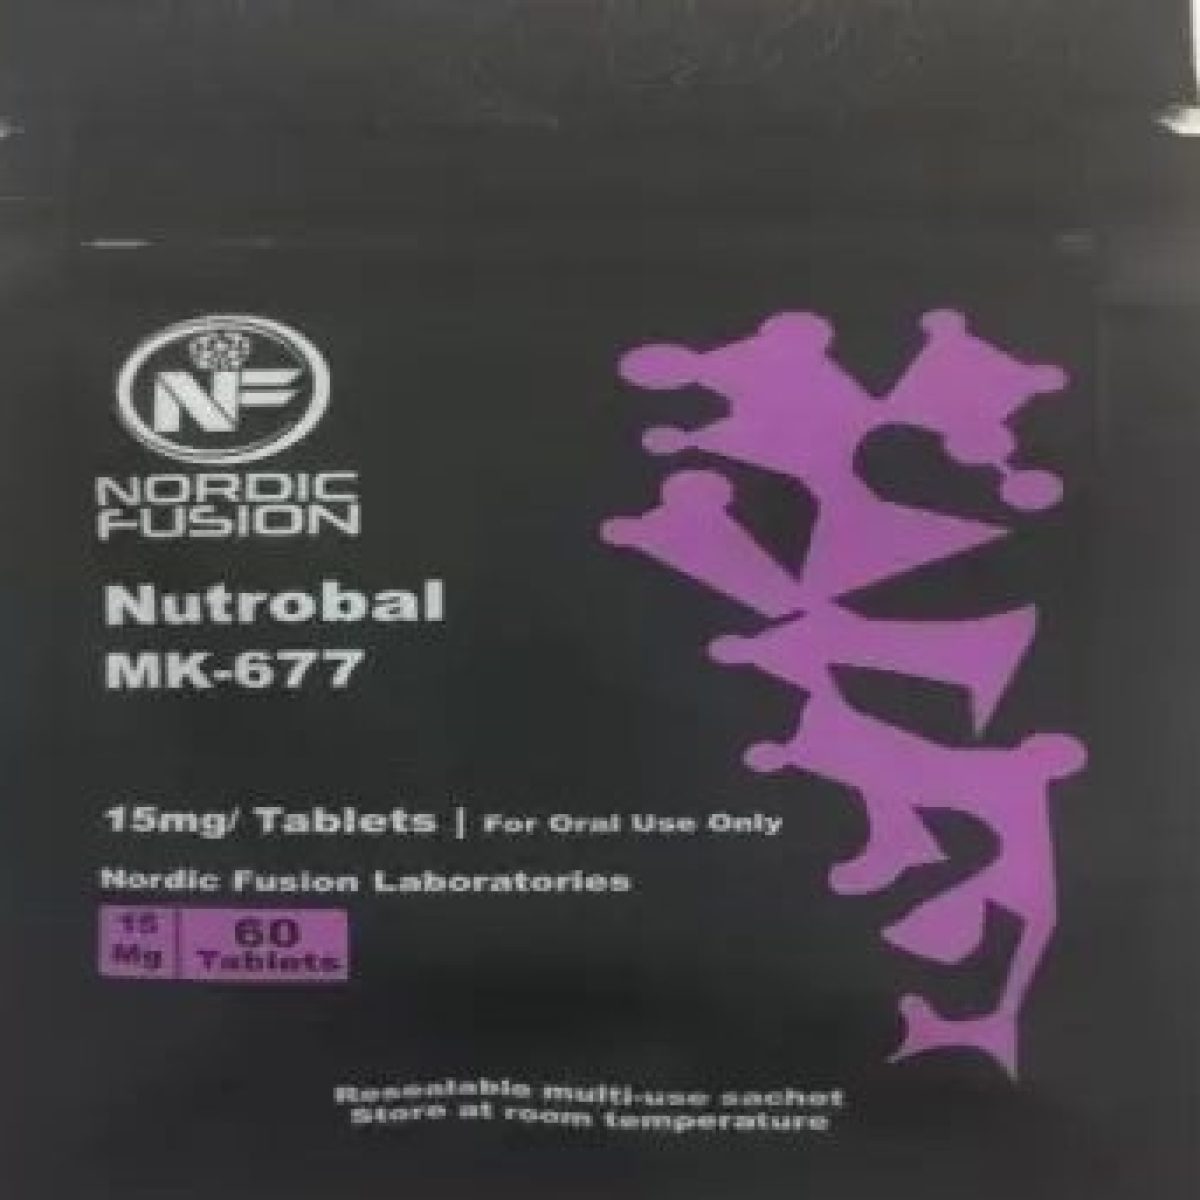 NF
NORDIC
FUSION
Nutrobal
MK-677
15mg/ Tablets | For Oral Use Only
Nordic Fusion Laboratories
15
Mg
60
Tablets
Resealable multi-use sachet
Store at room temperature